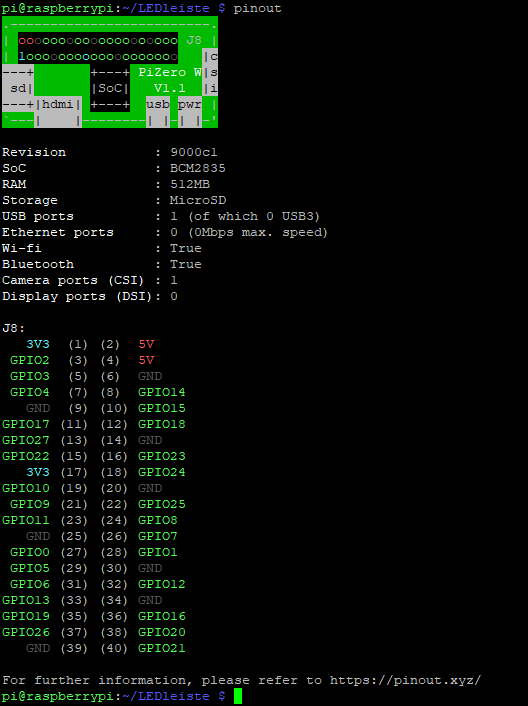 pi@raspberrypi:~/LEDleiste $ pinout
.-------------------------.
| oooooooooooooooooooo J8 |
| 1ooooooooooooooooooo   |c
---+       +---+ PiZero W|s
 sd|       |SoC|   V1.1  |i
---+|hdmi| +---+ usb pwr |
`---|    |--------| |-| |-'
Revision           : 9000c1
SoC                : BCM2835
RAM                : 512MB
Storage            : MicroSD
USB ports          : 1 (of which 0 USB3)
Ethernet ports     : 0 (0Mbps max. speed)
Wi-fi              : True
Bluetooth          : True
Camera ports (CSI) : 1
Display ports (DSI): 0
J8:
   3V3  (1) (2)  5V
 GPIO2  (3) (4)  5V
 GPIO3  (5) (6)  GND
 GPIO4  (7) (8)  GPIO14
   GND  (9) (10) GPIO15
GPIO17 (11) (12) GPIO18
GPIO27 (13) (14) GND
GPIO22 (15) (16) GPIO23
   3V3 (17) (18) GPIO24
GPIO10 (19) (20) GND
 GPIO9 (21) (22) GPIO25
GPIO11 (23) (24) GPIO8
   GND (25) (26) GPIO7
 GPIO0 (27) (28) GPIO1
 GPIO5 (29) (30) GND
 GPIO6 (31) (32) GPIO12
GPIO13 (33) (34) GND
GPIO19 (35) (36) GPIO16
GPIO26 (37) (38) GPIO20
   GND (39) (40) GPIO21
For further information, please refer to https://pinout.xyz/
pi@raspberrypi:~/LEDleiste $